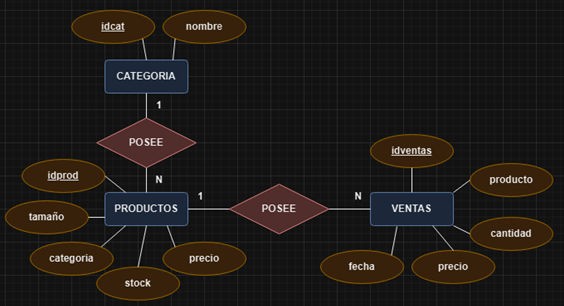 idcat
nombre
CATEGORIA
1
POSEE
N
idprod
tamaño
categoria
stock
precio
PRODUCTOS
1
POSEE
N
VENTAS
idventas
producto
cantidad
precio
fecha